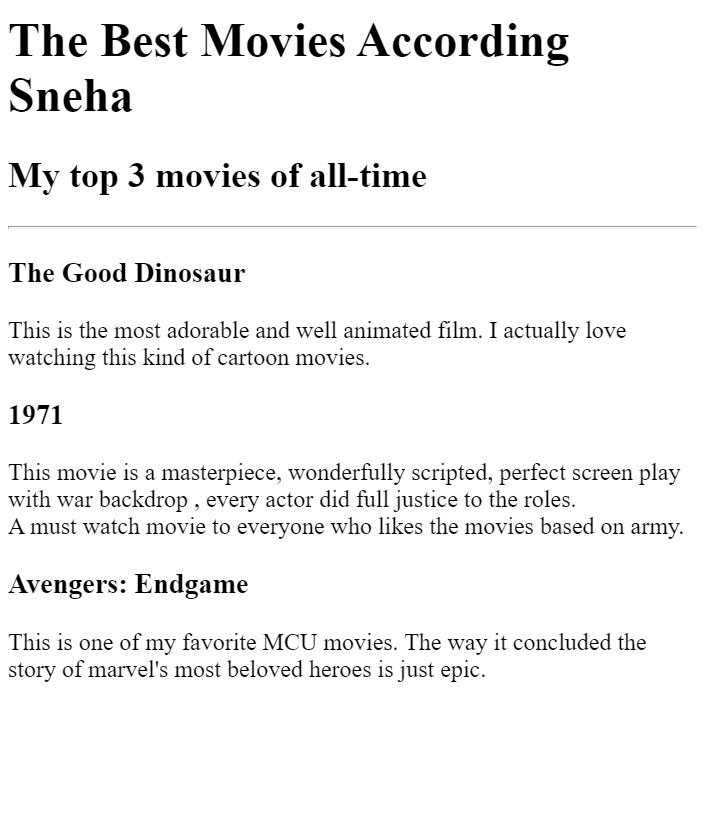 The Best Movies According
Sneha
My top 3 movies of all-time
The Good Dinosaur
This is the most adorable and well animated film. I actually love
watching this kind of cartoon movies.
1971
This movie is a masterpiece, wonderfully scripted, perfect screen play
with war backdrop , every actor did full justice to the roles.
A must watch movie to everyone who likes the movies based on army.
Avengers: Endgame
This is one of my favorite MCU movies. The way it concluded the
story of marvel's most beloved heroes is just epic.